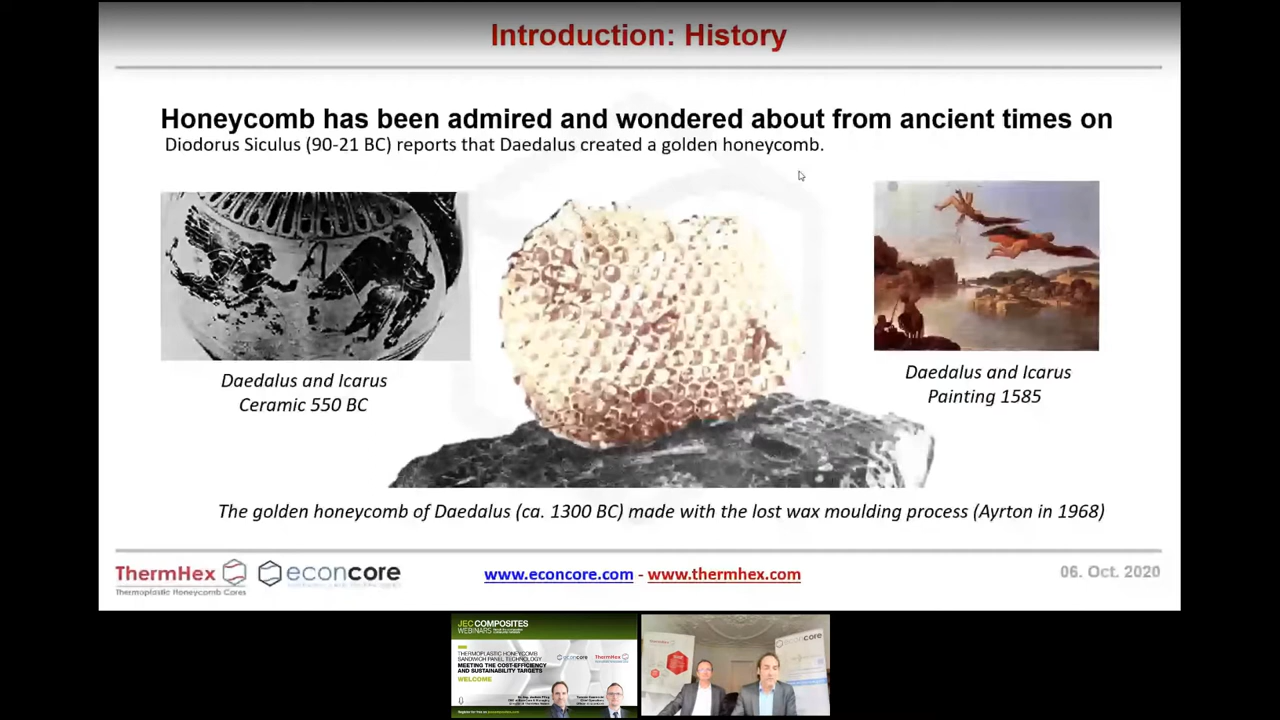 Introduction: History
Honeycomb has been admired and wondered about from ancient times on
Diodorus Siculus (90-21 BC) reports that Daedalus created a golden honeycomb.
Daedalus and Icarus
Ceramic 550 BC
Daedalus and Icarus
Painting 1585
The golden honeycomb of Daedalus (ca. 1300 BC) made with the lost wax moulding process (Ayrton in 1968)
ThermHex
Thermoplastic Honeycomb Cores
econcore
www.econcore.com - www.thermhex.com
06. Oct. 2020
JEC COMPOSITES
WEBINARS
THERMOPLASTIC HONEYCOMB
SANDWICH PANEL TECHNOLOGY
MEETING THE COST-EFFICIENCY
AND SUSTAINABILITY TARGETS
WELCOME
econcore
ThermHex
ThermHex
econcore